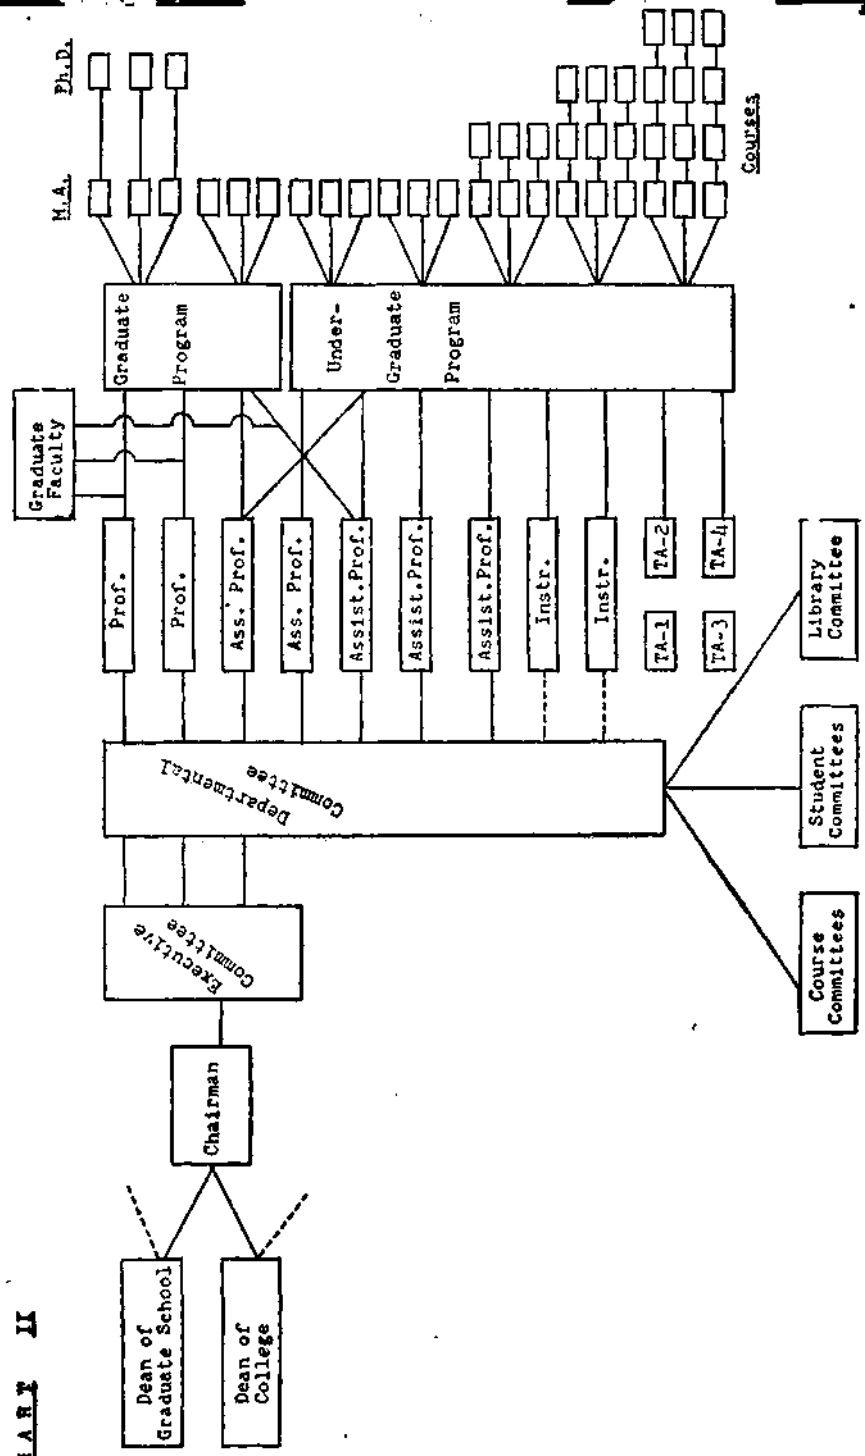 HART II
Dean of
Graduate School
Dean of
College
Chairman
Executive
Committee
Departmental
Committee
Prof.
Prof.
Ass. Prof.
Ass. Prof.
Assist.Prof.
Assist.Prof.
Assist.Prof.
Instr.
Instr.
TA-1
TA-2
TA-3
TA-4
Graduate
Faculty
Graduate
Program
Under-
Graduate
Program
M.A.
Ph.D.
Courses
Course
Committees
Student
Committees
Library
Committee